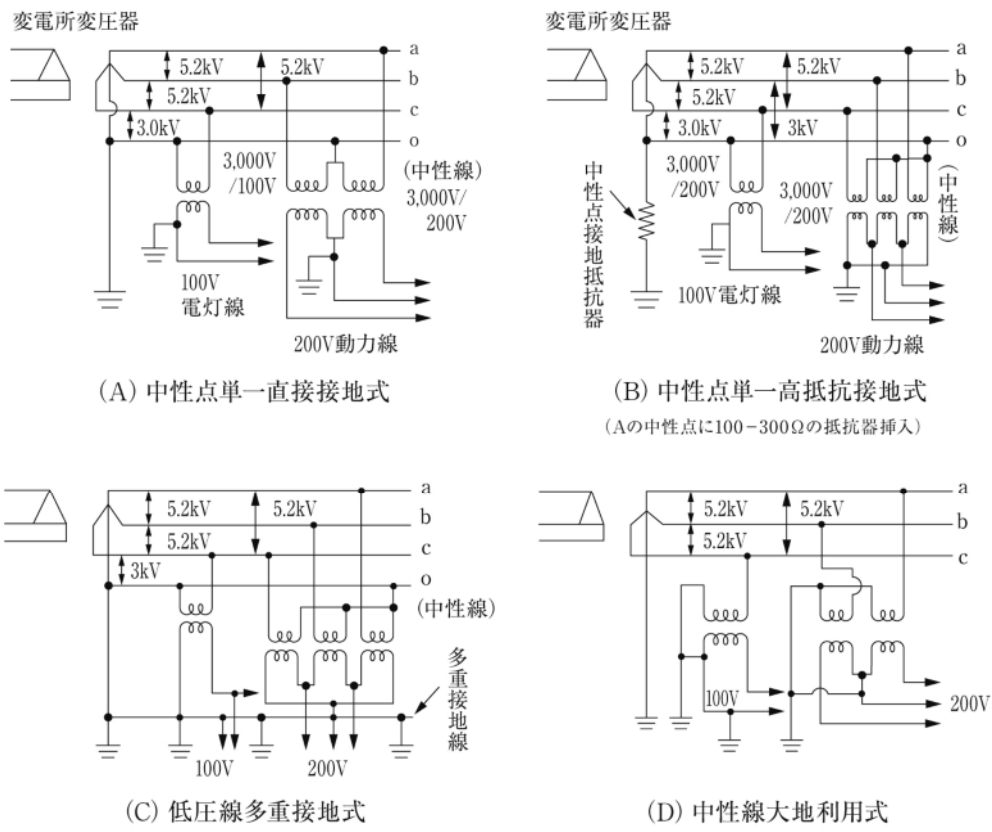 変電所変圧器
a
5.2kV
5.2kV
b
5.2kV
c
3.0kV
o
3,000V
/100V
(中性線)
3,000V/
200V
100V
電灯線
200V動力線
(A) 中性点単一直接接地式
変電所変圧器
a
5.2kV
5.2kV
b
5.2kV
c
3.0kV
3kV
o
中性点接地抵抗器
3,000V
/200V
3,000V
/200V
(中性線)
100V電灯線
200V動力線
(B) 中性点単一高抵抗接地式
(Aの中性点に100-300Ωの抵抗器挿入)
a
5.2kV
5.2kV
b
5.2kV
c
3kV
o
(中性線)
多重接地線
100V
200V
(C) 低圧線多重接地式
a
5.2kV
5.2kV
b
5.2kV
c
100V
200V
(D) 中性線大地利用式